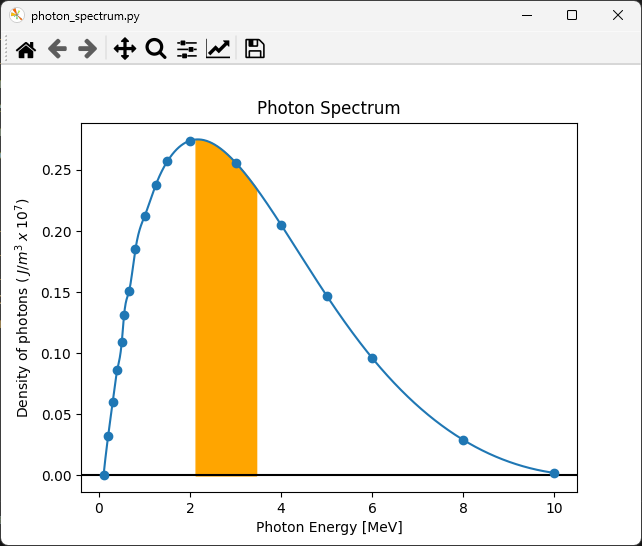 photon_spectrum.py
Photon Spectrum
Density of photons ( J/m³ x 10⁷)
0.25
0.20
0.15
0.10
0.05
0.00
0 2 4 6 8 10
Photon Energy [MeV]